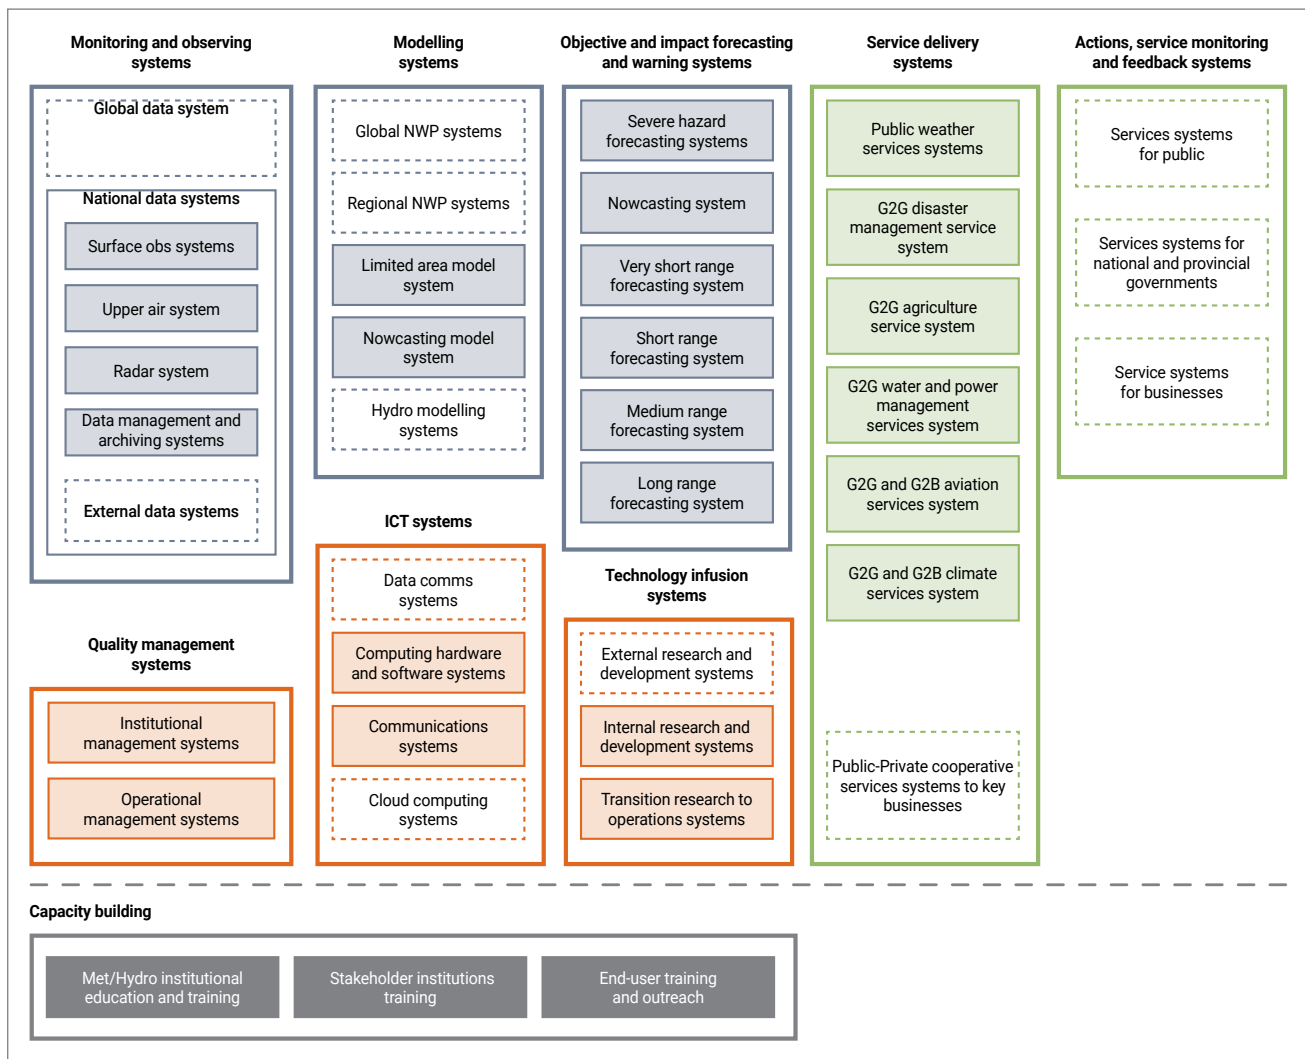 Monitoring and observing
systems
Global data system
National data systems
Surface obs systems
Upper air system
Radar system
Data management and
archiving systems
External data systems
Quality management
systems
Institutional
management systems
Operational
management systems
Modelling
systems
Global NWP systems
Regional NWP systems
Limited area model
system
Nowcasting model
system
Hydro modelling
systems
ICT systems
Data comms
systems
Computing hardware
and software systems
Communications
systems
Cloud computing
systems
Objective and impact forecasting
and warning systems
Severe hazard
forecasting systems
Nowcasting system
Very short range
forecasting system
Short range
forecasting system
Medium range
forecasting system
Long range
forecasting system
Technology infusion
systems
External research and
development systems
Internal research and
development systems
Transition research to
operations systems
Service delivery
systems
Public weather
services systems
G2G disaster
management service
system
G2G agriculture
service system
G2G water and power
management
services system
G2G and G2B aviation
services system
G2G and G2B climate
services system
Public-Private cooperative
services systems to key
businesses
Actions, service monitoring
and feedback systems
Services systems
for public
Services systems for
national and provincial
governments
Service systems
for businesses
Capacity building
Met/Hydro institutional
education and training
Stakeholder institutions
training
End-user training
and outreach